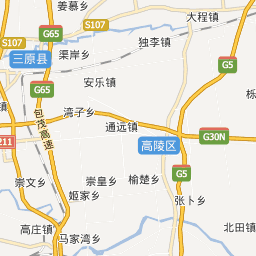 姜慕乡
S107
大程镇
G65
S107
渠岸乡
独李镇
三原县
安乐镇
G5
G65
栎
湾子乡
包茂高速
通远镇
G30N
211
高陵区
G5
崇文乡
崇皇乡
榆楚乡
姬家乡
张卜乡
高庄镇
北田镇
马家湾乡